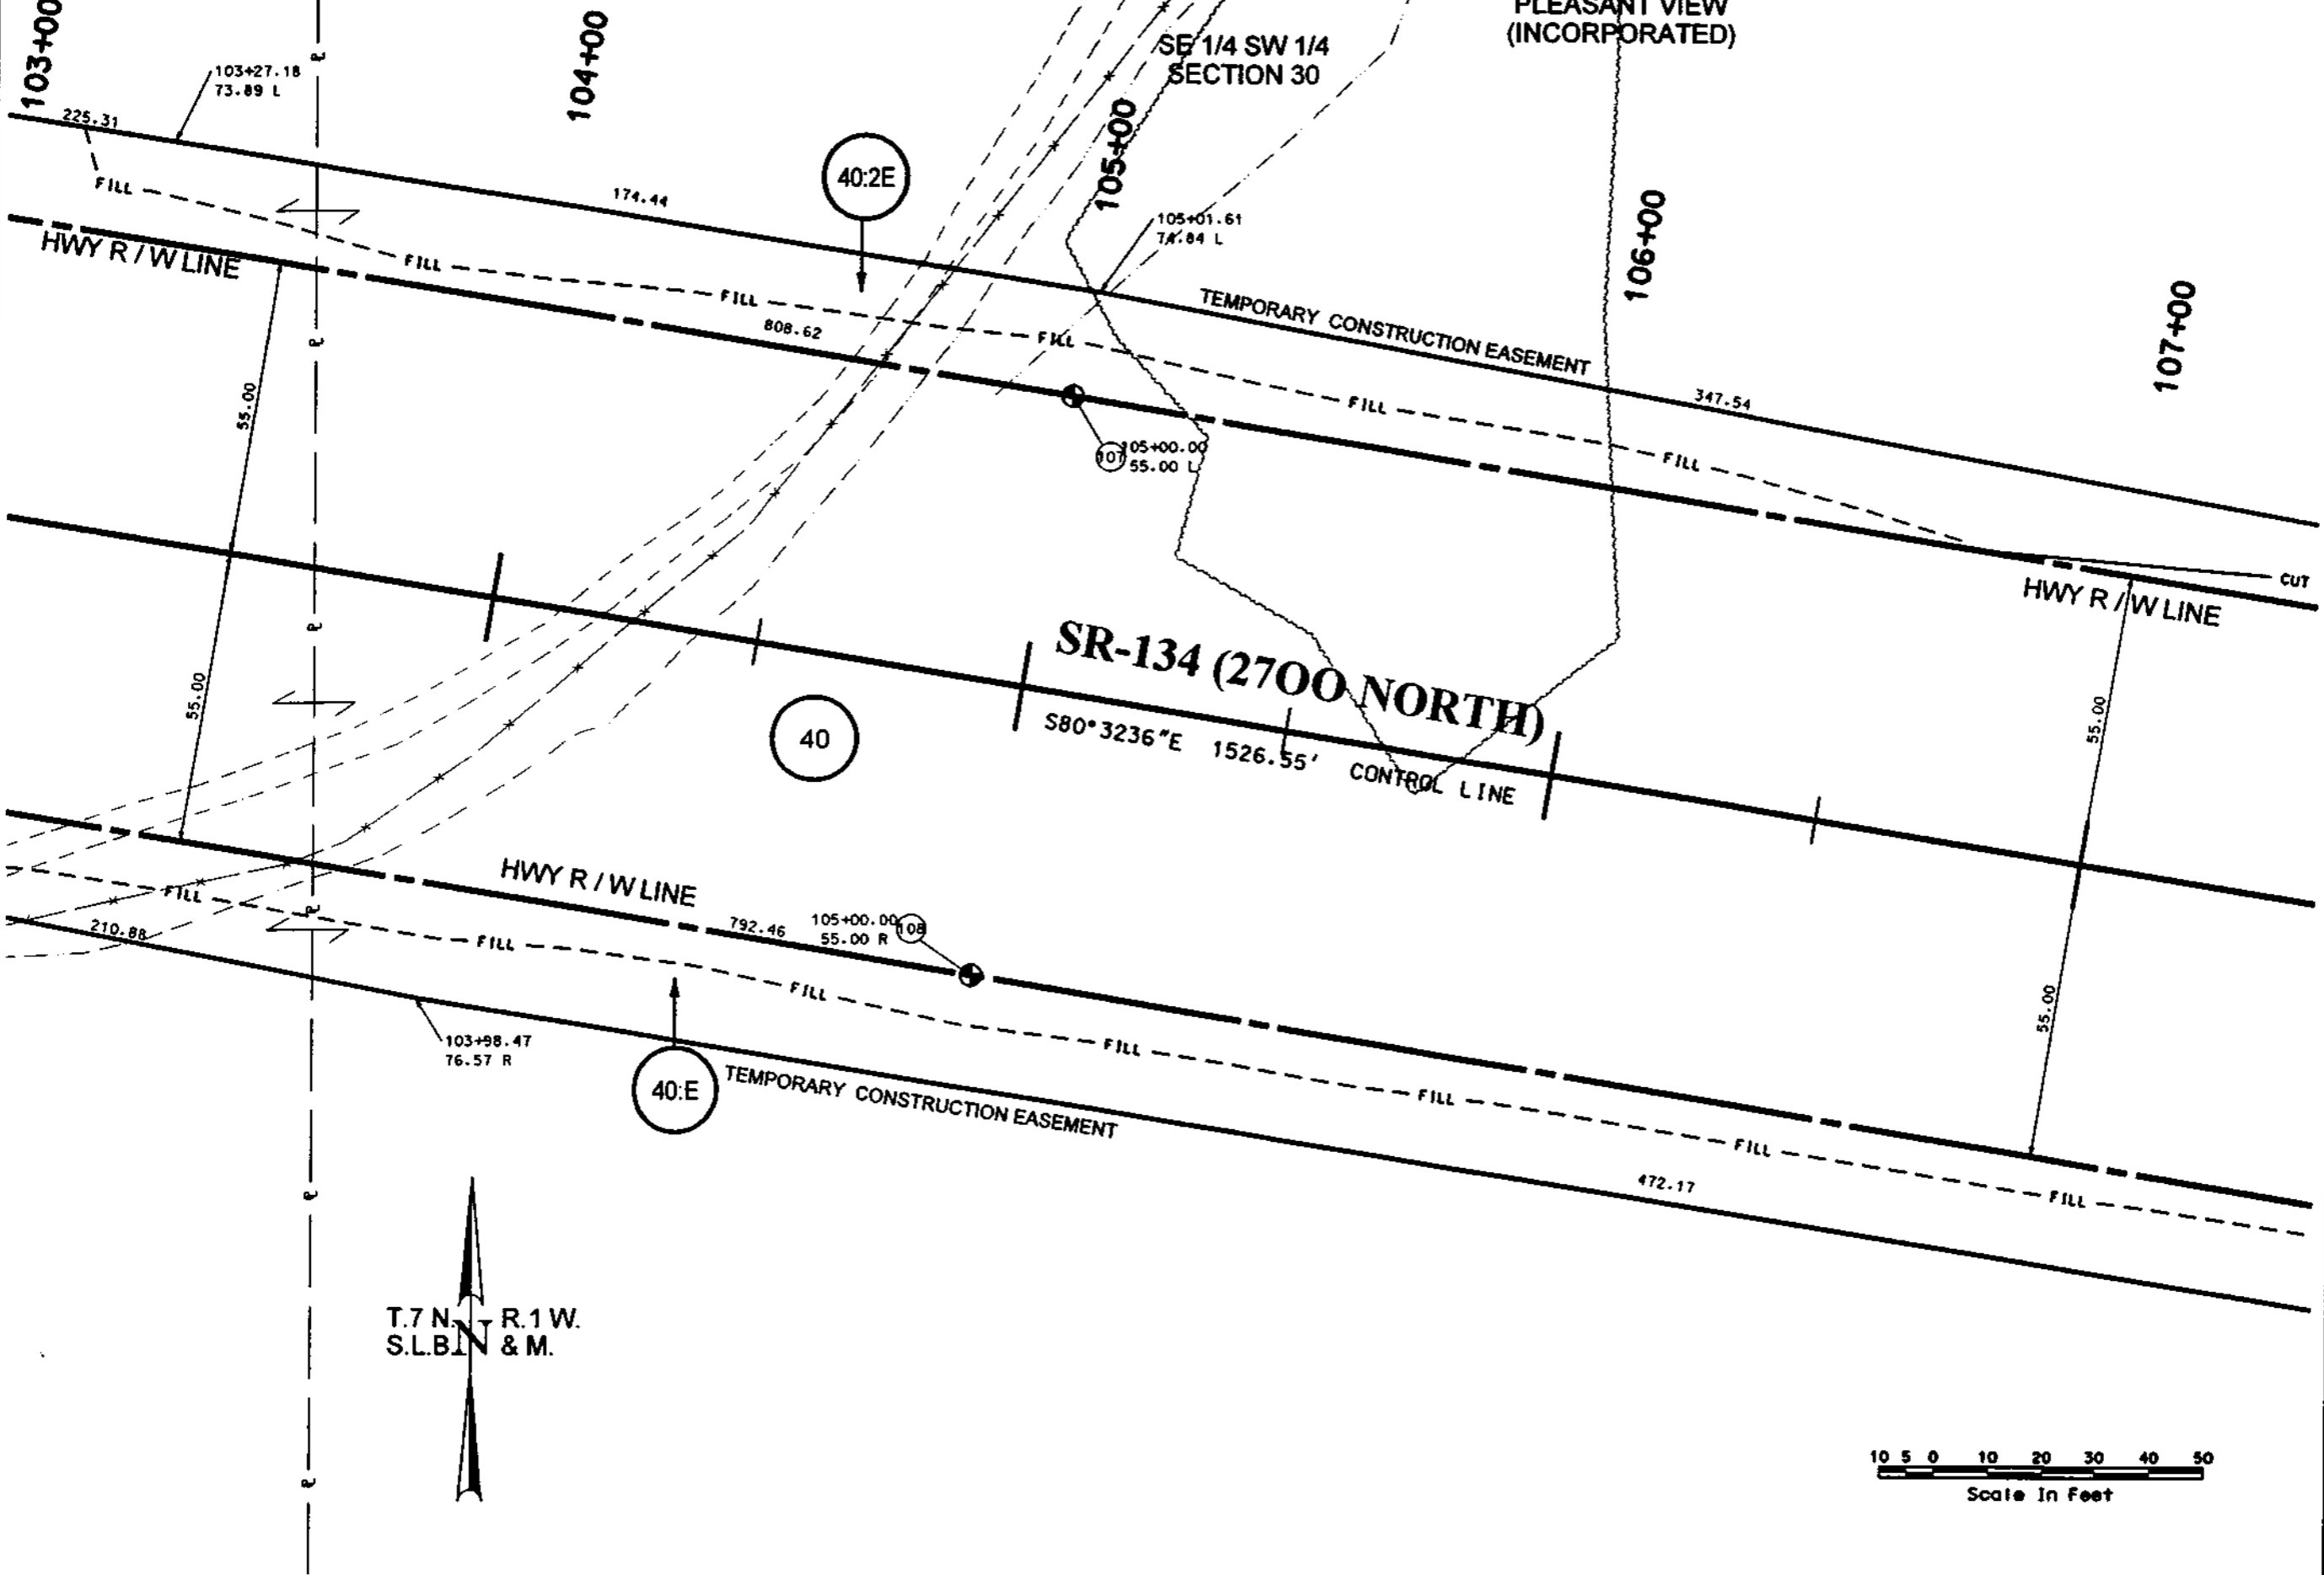 103+00
104+00
PLEASANT VIEW
(INCORPORATED)
SE 1/4 SW 1/4
SECTION 30
103+27.18
73.89 L
225.31
105+00
FILL
174.44
40:2E
105+01.61
74.84 L
106+00
HWY R / W LINE
FILL
FILL
808.62
FILL
TEMPORARY CONSTRUCTION EASEMENT
107+00
55.00
347.54
FILL
107
105+00.00
55.00 L
FILL
CUT
HWY R / W LINE
55.00
SR-134 (27OO NORTH)
S80°3236"E 1526.55' CONTROL LINE
40
55.00
HWY R / W LINE
FILL
210.88
792.46
105+00.00
55.00 R
108
FILL
FILL
55.00
103+98.47
76.57 R
FILL
40:E
TEMPORARY CONSTRUCTION EASEMENT
FILL
FILL
472.17
FILL
T.7 N. R.1 W.
S.L.B. N & M.
10 5 0 10 20 30 40 50
Scale In Feet